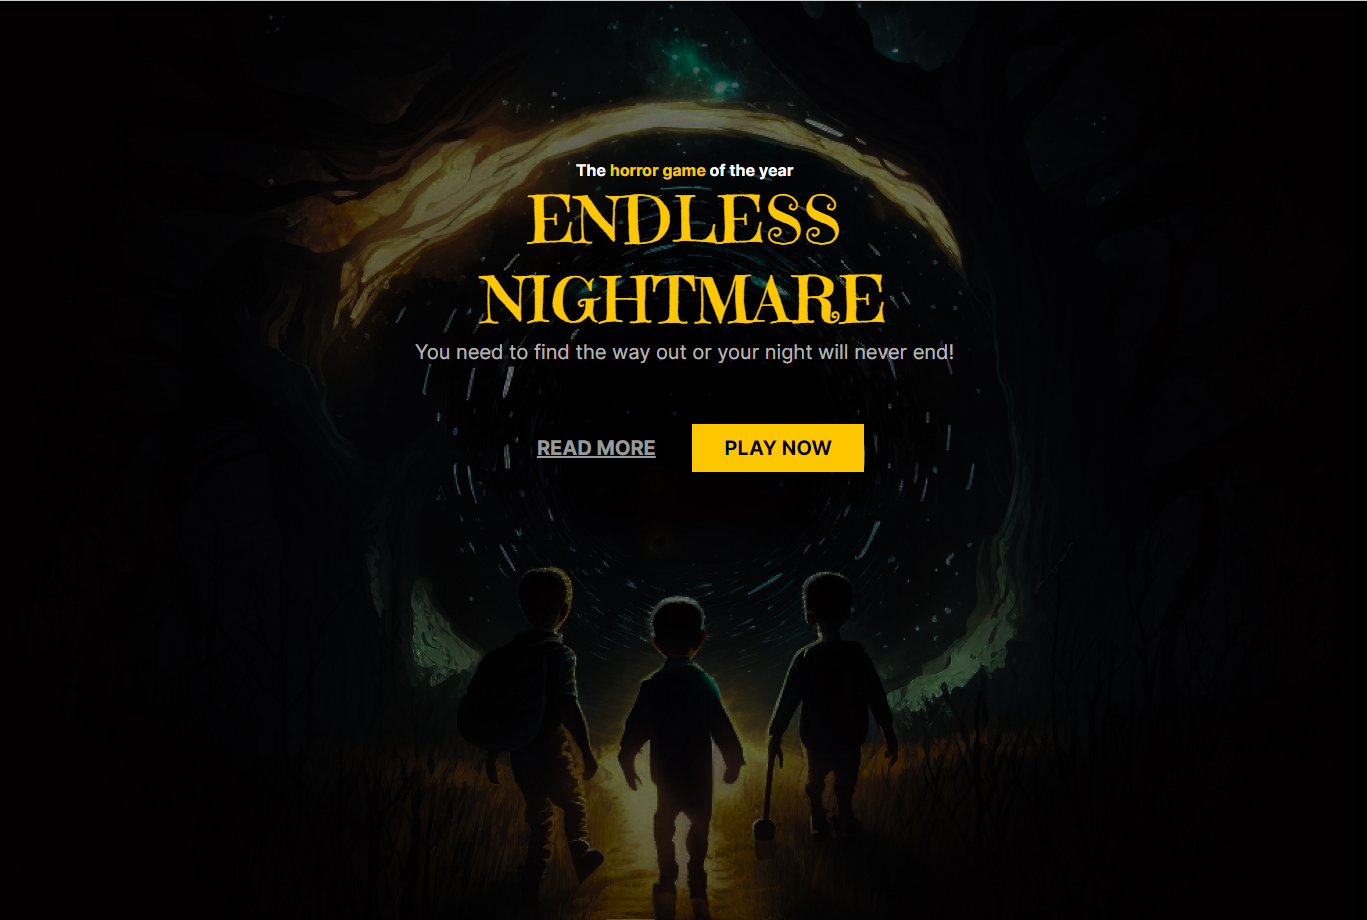 The horror game of the year
ENDLESS
NIGHTMARE
You need to find the way out or your night will never end!
READ MORE PLAY NOW